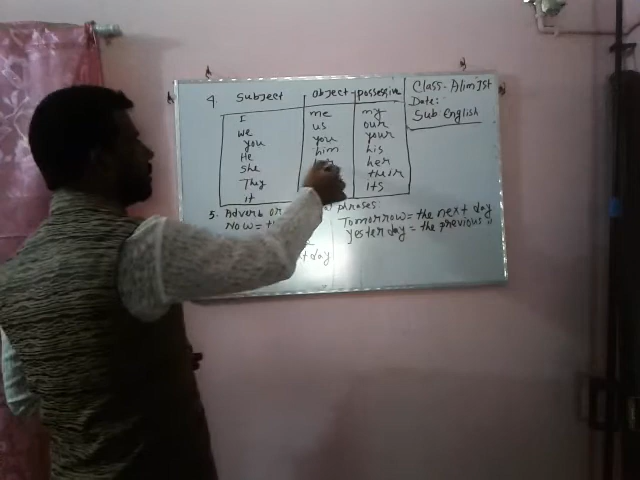 4. Subject object possessive
I me my
we us our
you you your
He him his
She her
They their
it its
5. Adverb phrases:
Now = Tomorrow = the next day
yesterday = the previous "
day
Class - Alim 1st
Date:
Sub English